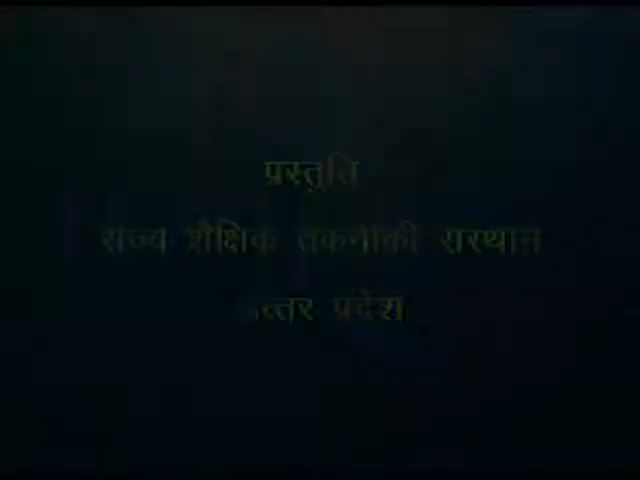 प्रस्तुति
राज्य शैक्षिक तकनीकी संस्थान
उत्तर प्रदेश